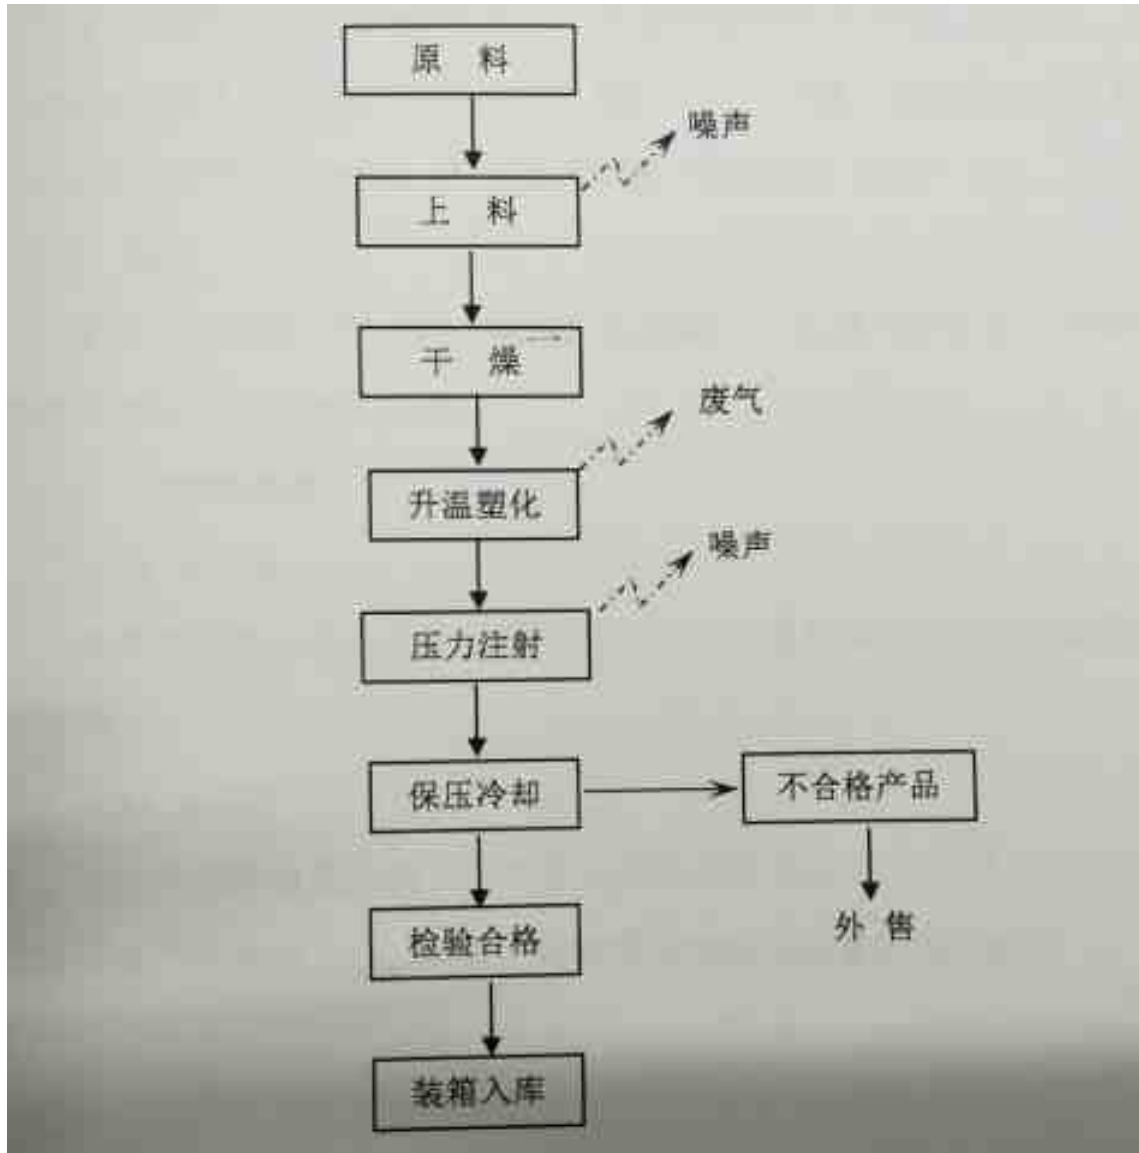 原 料
噪声
上 料
干 燥
废气
升温塑化
噪声
压力注射
保压冷却
不合格产品
检验合格
外 售
装箱入库